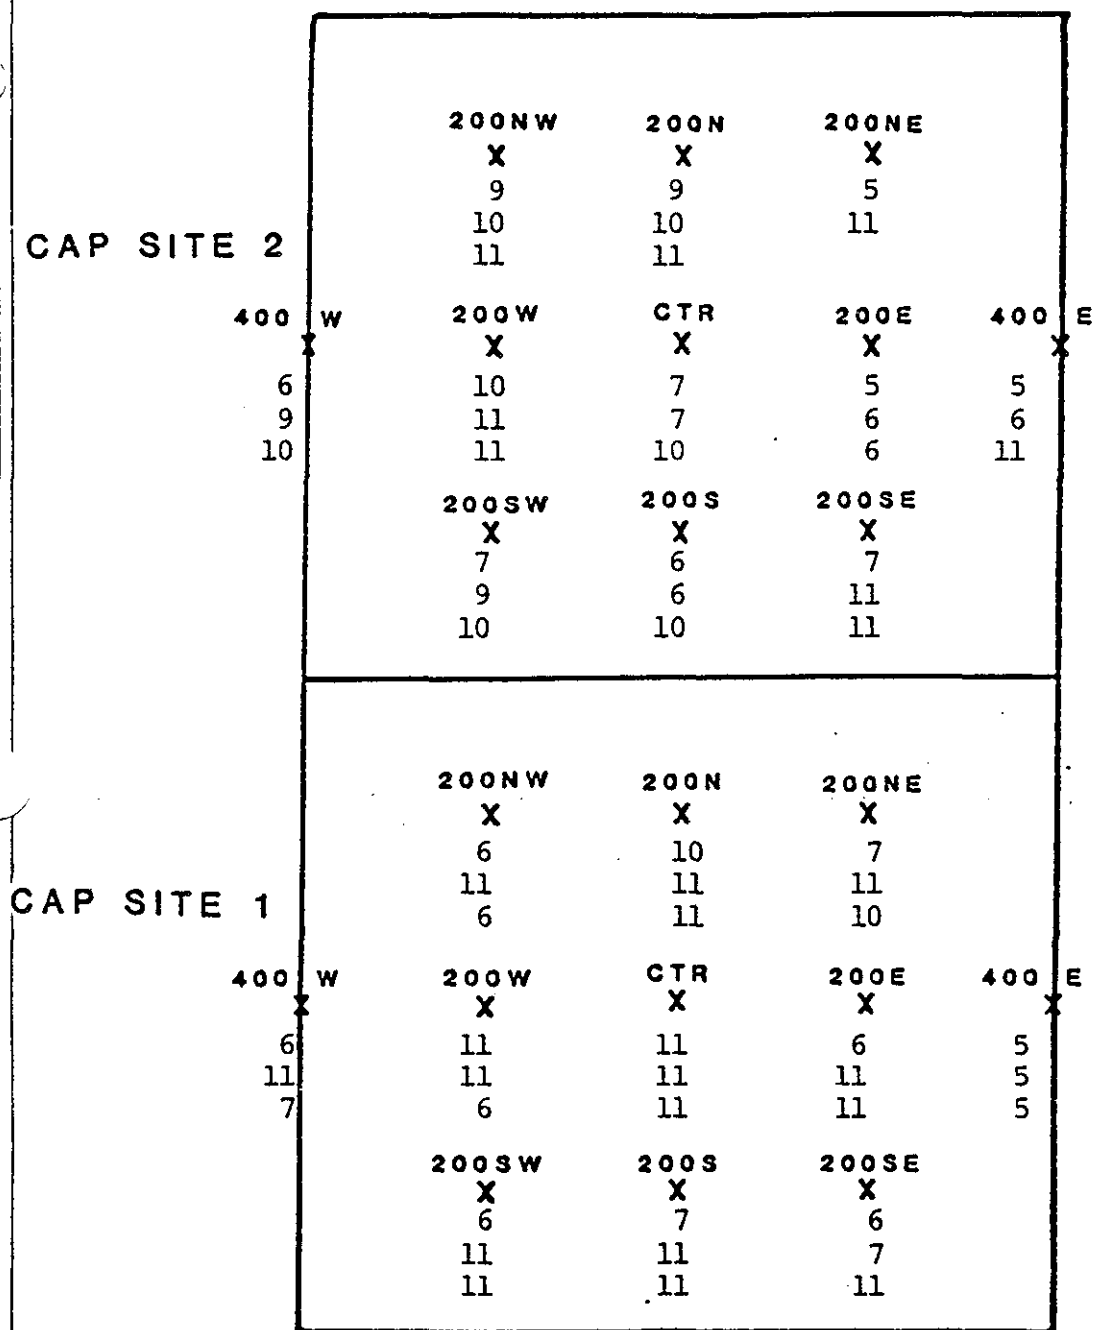 200NW 200N 200NE
X X X
9 9 5
10 10 11
CAP SITE 2
11 11
400 W 200W CTR 200E 400 E
X X X X X
6 10 7 5 5
9 11 7 6 6
10 11 10 6 11
200SW 200S 200SE
X X X
7 6 7
9 6 11
10 10 11
200NW 200N 200NE
X X X
6 10 7
11 11 11
CAP SITE 1
6 11 10
400 W 200W CTR 200E 400 E
X X X X X
6 11 11 6 5
11 11 11 11 5
7 6 11 11 5
200SW 200S 200SE
X X X
6 7 6
11 11 7
11 11 11